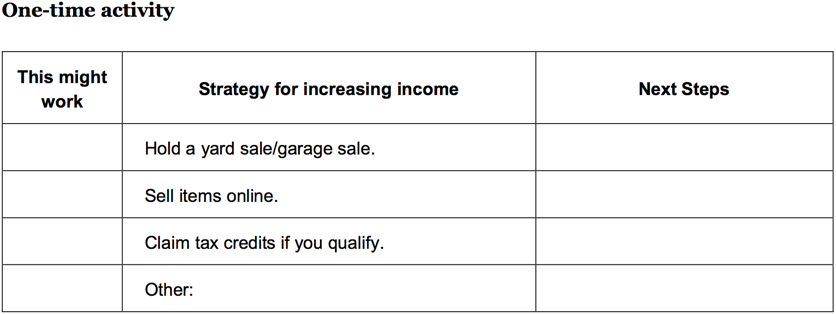 One-time activity
This might
work
Strategy for increasing income
Next Steps
Hold a yard sale/garage sale.
Sell items online.
Claim tax credits if you qualify.
Other: